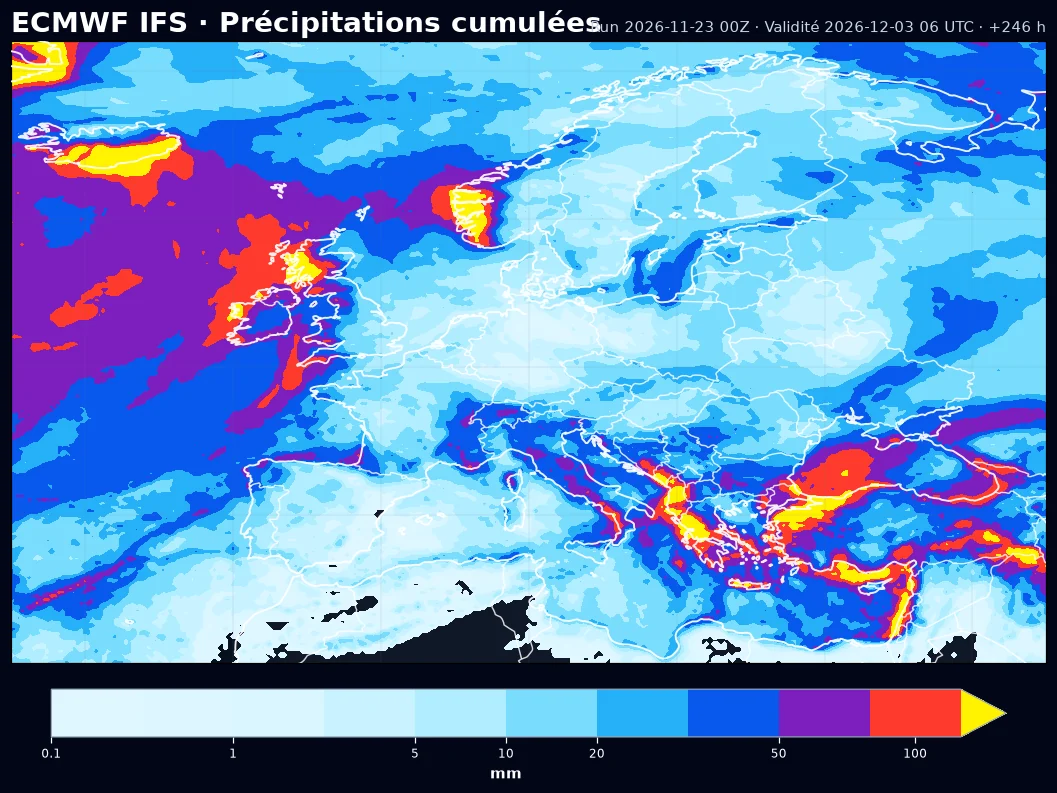 ECMWF IFS · Précipitations cumulées
Run 2026-11-23 00Z · Validité 2026-12-03 06 UTC · +246 h
0.1 1 5 10 20 50 100
mm